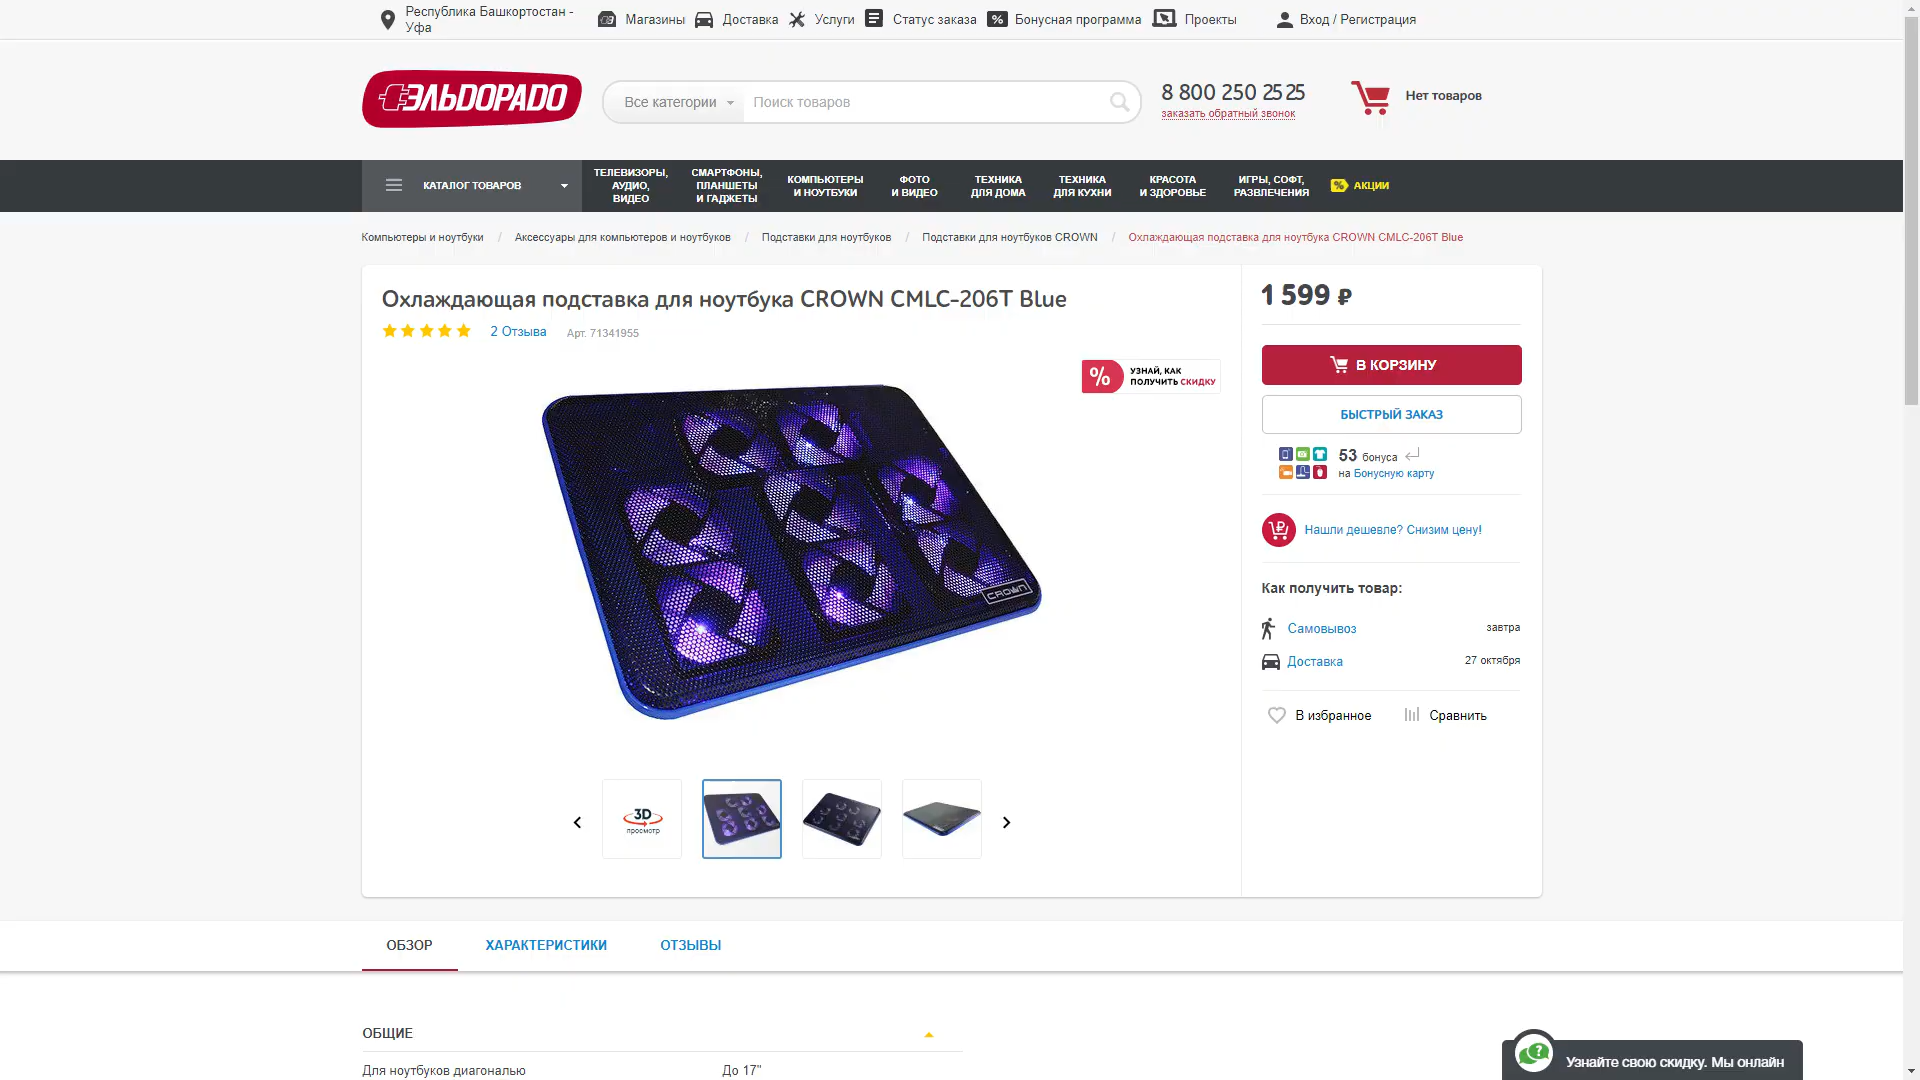 Республика Башкортостан -
Уфа
Магазины
Доставка
Услуги
Статус заказа
Бонусная программа
Проекты
Вход / Регистрация
ЭЛЬДОРАДО
Все категории
Поиск товаров
8 800 250 25 25
заказать обратный звонок
Нет товаров
КАТАЛОГ ТОВАРОВ
ТЕЛЕВИЗОРЫ,
АУДИО,
ВИДЕО
СМАРТФОНЫ,
ПЛАНШЕТЫ
И ГАДЖЕТЫ
КОМПЬЮТЕРЫ
И НОУТБУКИ
ФОТО
И ВИДЕО
ТЕХНИКА
ДЛЯ ДОМА
ТЕХНИКА
ДЛЯ КУХНИ
КРАСОТА
И ЗДОРОВЬЕ
ИГРЫ, СОФТ,
РАЗВЛЕЧЕНИЯ
% АКЦИИ
Компьютеры и ноутбуки / Аксессуары для компьютеров и ноутбуков / Подставки для ноутбуков / Подставки для ноутбуков CROWN / Охлаждающая подставка для ноутбука CROWN CMLC-206T Blue
Охлаждающая подставка для ноутбука CROWN CMLC-206T Blue
2 Отзыва
Арт. 71341955
% УЗНАЙ, КАК
ПОЛУЧИТЬ СКИДКУ
CROWN
3D
просмотр
1 599 ₽
В КОРЗИНУ
БЫСТРЫЙ ЗАКАЗ
53 бонуса
на Бонусную карту
Нашли дешевле? Снизим цену!
Как получить товар:
Самовывоз
завтра
Доставка
27 октября
В избранное
Сравнить
ОБЗОР
ХАРАКТЕРИСТИКИ
ОТЗЫВЫ
ОБЩИЕ
Для ноутбуков диагональю
До 17"
Узнайте свою скидку. Мы онлайн